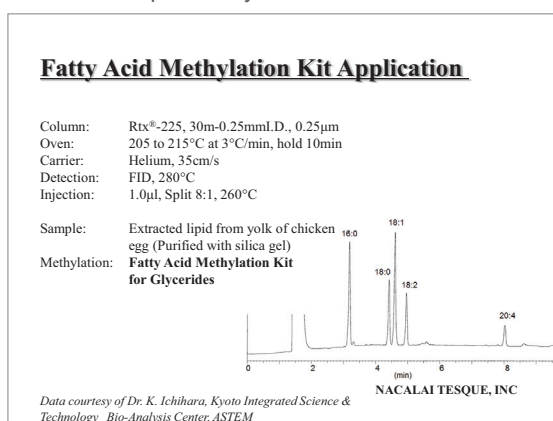 Fatty Acid Methylation Kit Application
Column: Rtx®-225, 30m-0.25mmI.D., 0.25µm
Oven: 205 to 215°C at 3°C/min, hold 10min
Carrier: Helium, 35cm/s
Detection: FID, 280°C
Injection: 1.0µl, Split 8:1, 260°C
Sample: Extracted lipid from yolk of chicken
egg (Purified with silica gel)
Methylation: Fatty Acid Methylation Kit
for Glycerides
16:0
18:0
18:1
18:2
20:4
0 2 4 6 8
(min)
NACALAI TESQUE, INC
Data courtesy of Dr. K. Ichihara, Kyoto Integrated Science &
Technology Bio-Analysis Center, ASTEM